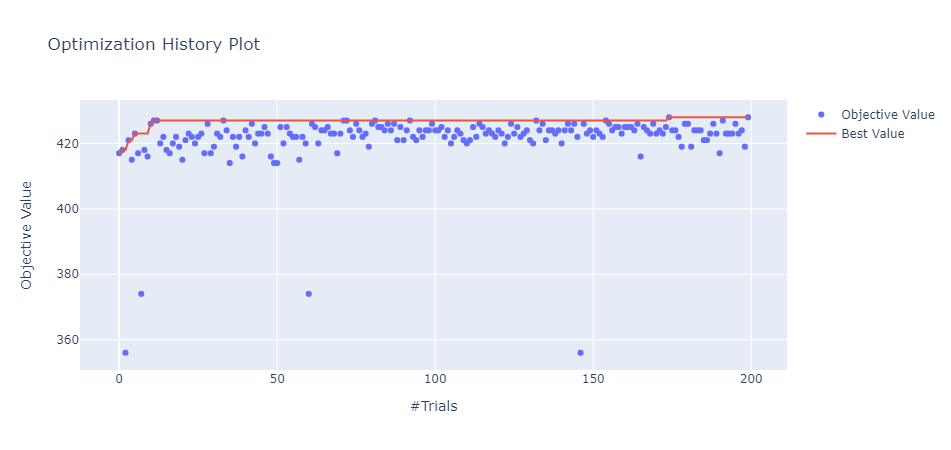 Optimization History Plot
Objective Value
Best Value
420
400
380
360
Objective Value
0
50
100
150
200
#Trials